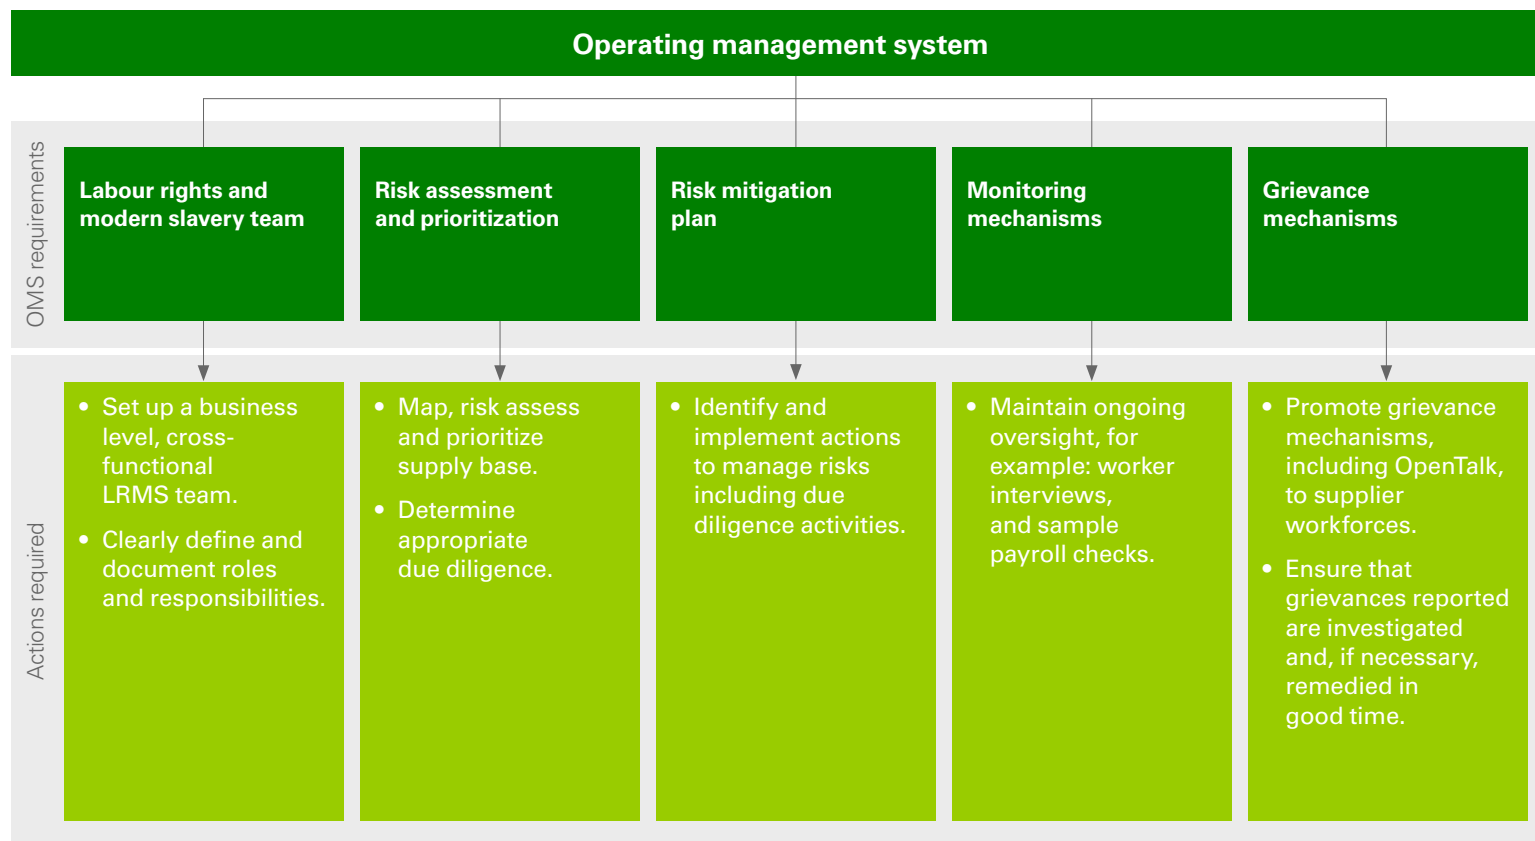 Operating management system
OMS requirements
Labour rights and
modern slavery team
Risk assessment
and prioritization
Risk mitigation
plan
Monitoring
mechanisms
Grievance
mechanisms
Actions required
• Set up a business
level, cross-
functional
LRMS team.
• Clearly define and
document roles
and responsibilities.
• Map, risk assess
and prioritize
supply base.
• Determine
appropriate
due diligence.
• Identify and
implement actions
to manage risks
including due
diligence activities.
• Maintain ongoing
oversight, for
example: worker
interviews,
and sample
payroll checks.
• Promote grievance
mechanisms,
including OpenTalk,
to supplier
workforces.
• Ensure that
grievances reported
are investigated
and, if necessary,
remedied in
good time.